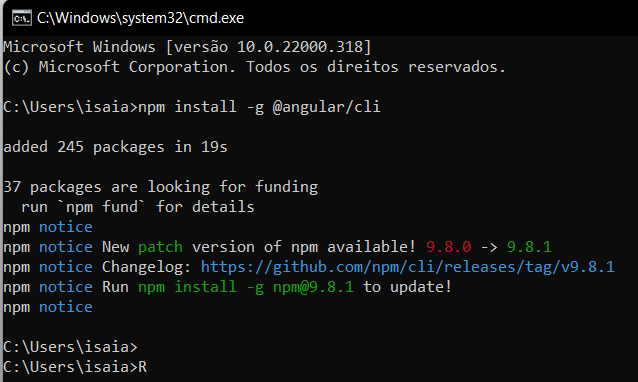 C:\Windows\system32\cmd.exe
Microsoft Windows [versão 10.0.22000.318]
(c) Microsoft Corporation. Todos os direitos reservados.
C:\Users\isaia>npm install -g @angular/cli
added 245 packages in 19s
37 packages are looking for funding
  run `npm fund` for details
npm notice
npm notice New patch version of npm available! 9.8.0 -> 9.8.1
npm notice Changelog: https://github.com/npm/cli/releases/tag/v9.8.1
npm notice Run npm install -g npm@9.8.1 to update!
npm notice
C:\Users\isaia>
C:\Users\isaia>R